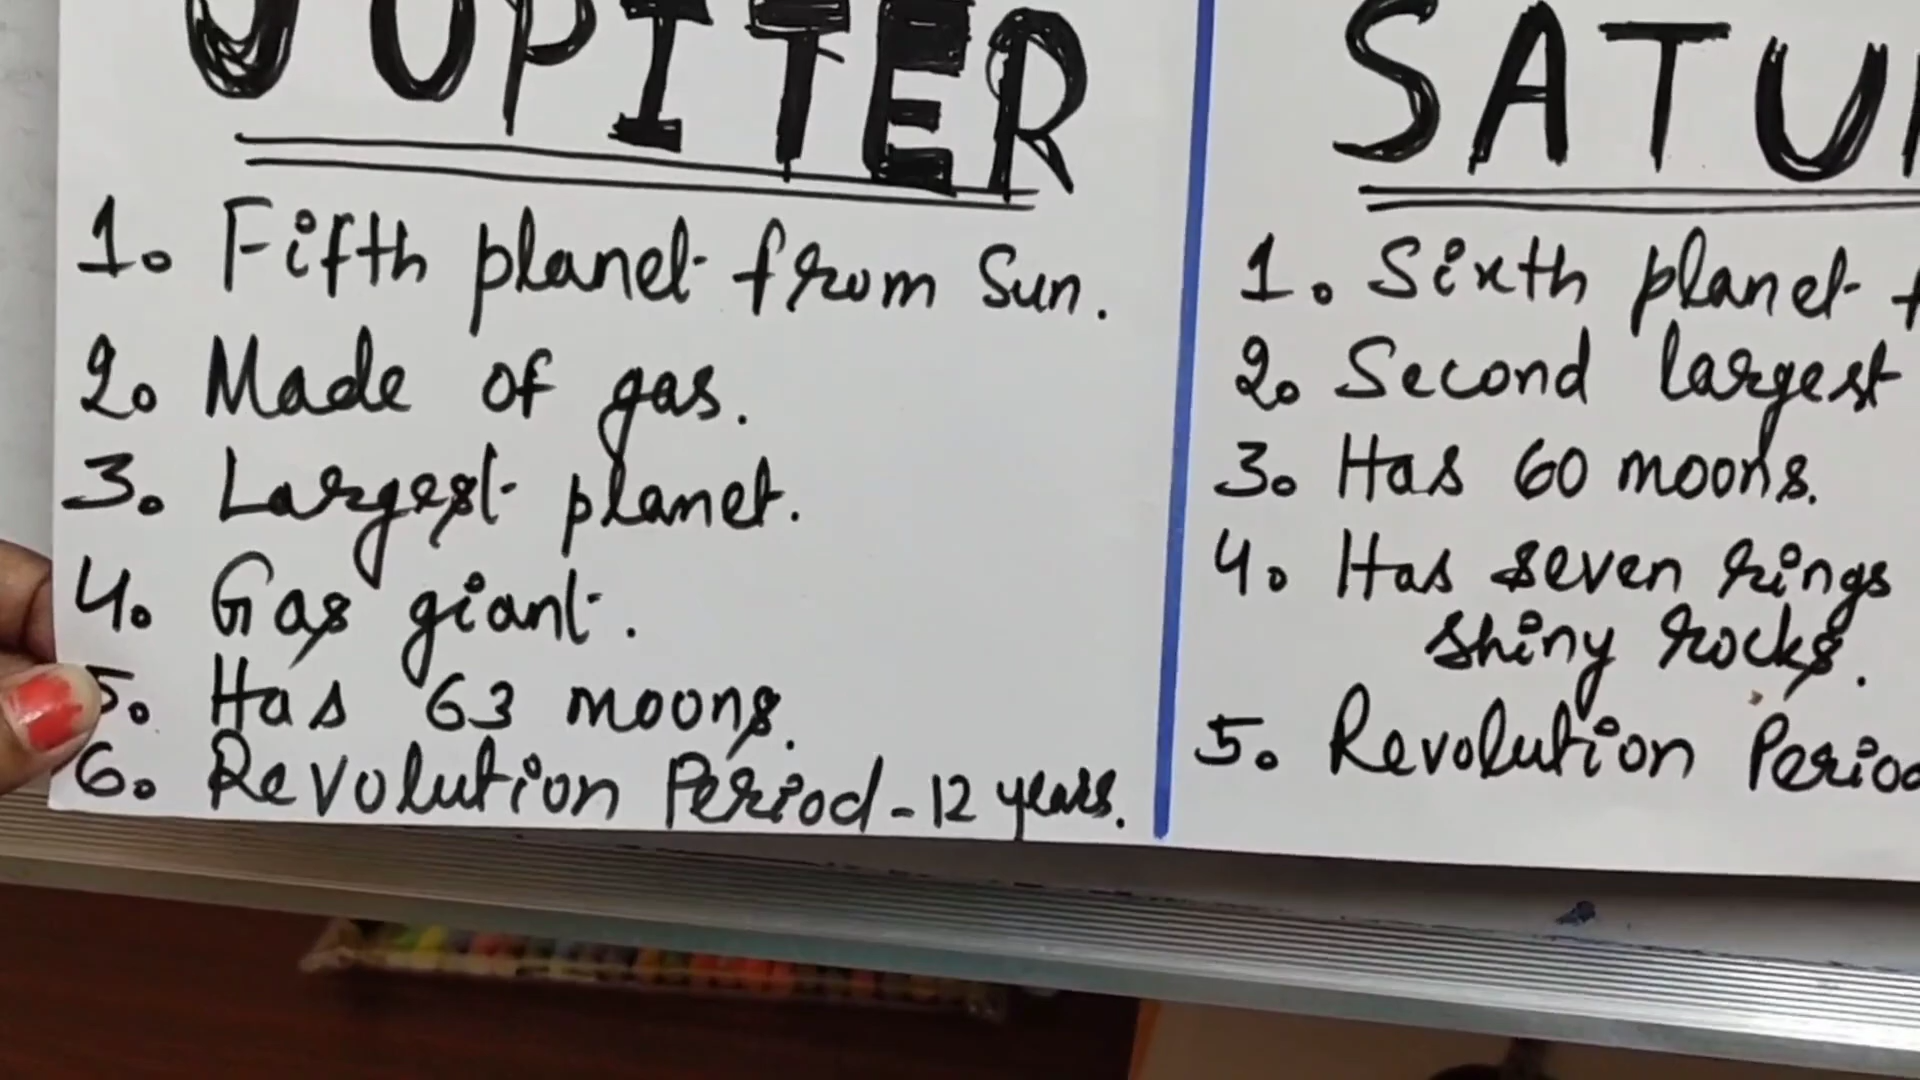 JUPITER
1. Fifth planet from Sun.
2. Made of gas.
3. Largest planet.
4. Gas giant.
5. Has 63 moons.
6. Revolution Period - 12 years.
SATU
1. Sixth planet
2. Second largest
3. Has 60 moons.
4. Has seven rings
shiny rocks.
5. Revolution Period